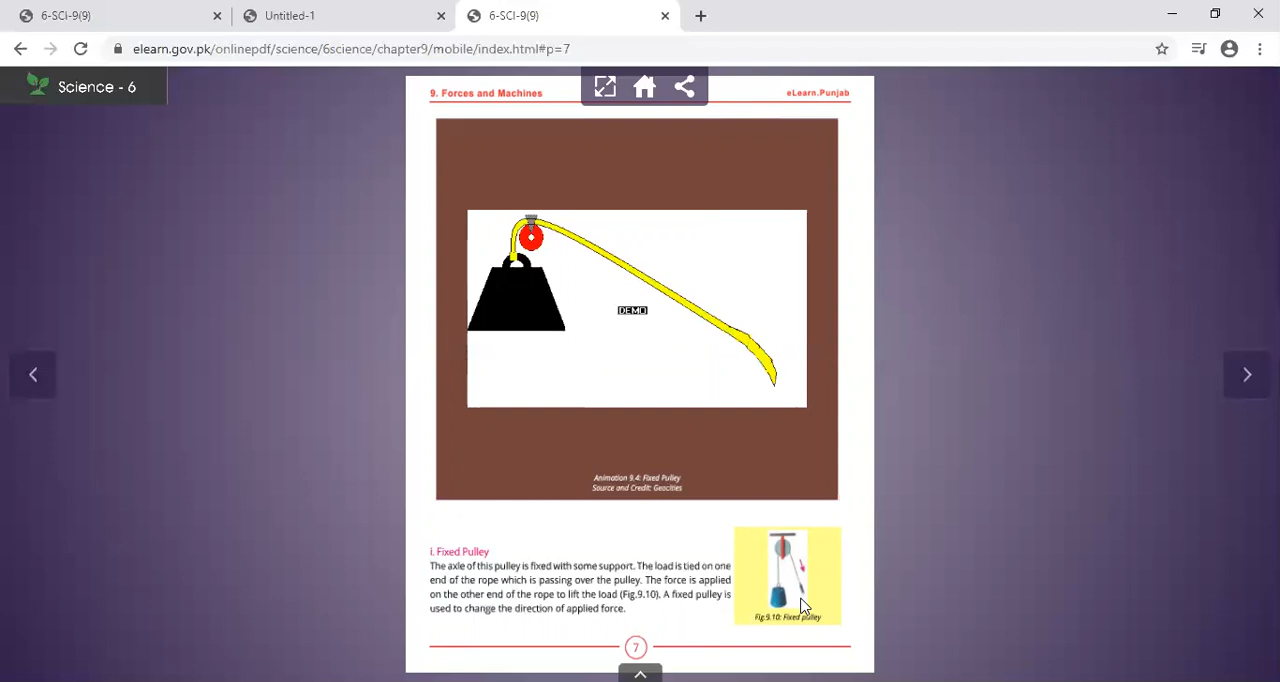 6-SCI-9(9)
Untitled-1
6-SCI-9(9)
elearn.gov.pk/onlinepdf/science/6science/chapter9/mobile/index.html#p=7
Science - 6
9. Forces and Machines
eLearn.Punjab
DEMO
Animation 9.4: Fixed Pulley
Source and Credit: Geocities
i. Fixed Pulley
The axle of this pulley is fixed with some support. The load is tied on one
end of the rope which is passing over the pulley. The force is applied
on the other end of the rope to lift the load (Fig.9.10). A fixed pulley is
used to change the direction of applied force.
Fig.9.10: Fixed pulley
7